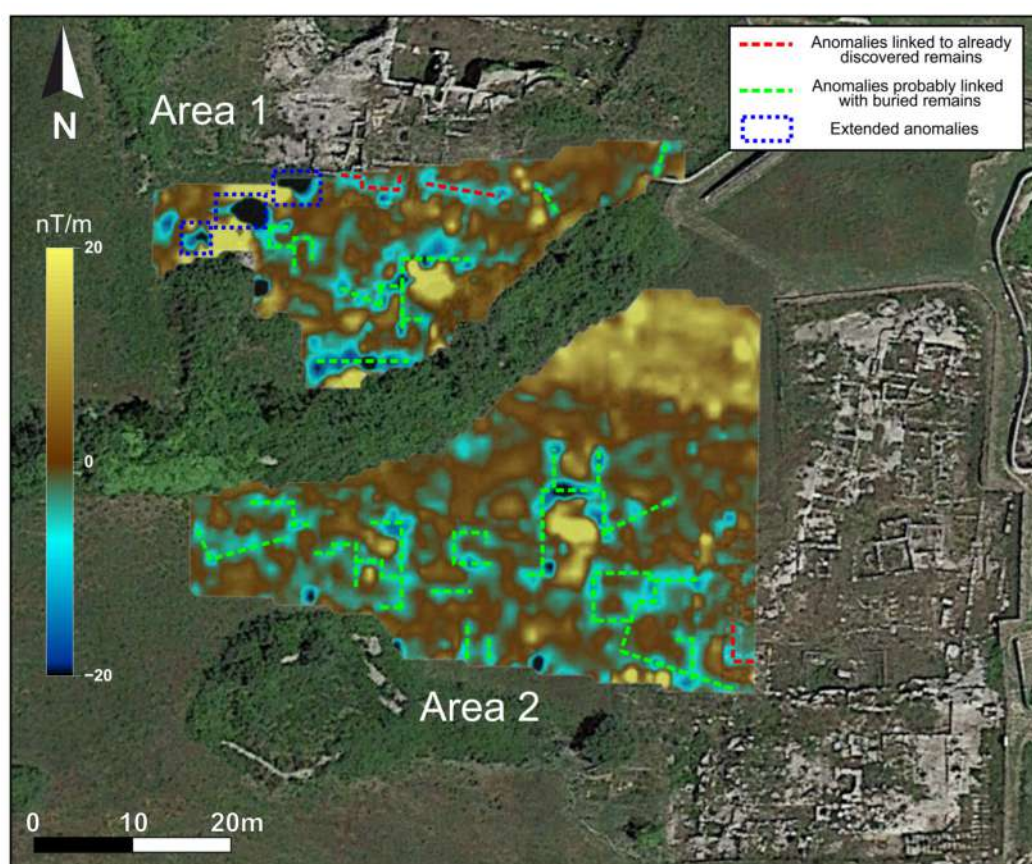 Anomalies linked to already
discovered remains
Anomalies probably linked
with buried remains
Extended anomalies
N
Area 1
nT/m
20
0
−20
Area 2
0 10 20m